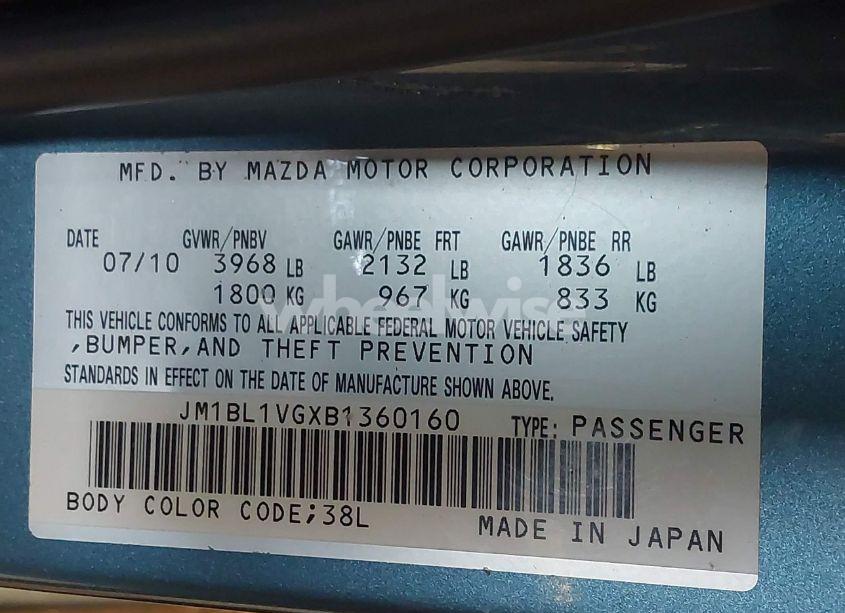 MFD. BY MAZDA MOTOR CORPORATION
DATE GVWR/PNBV GAWR/PNBE FRT GAWR/PNBE RR
07/10 3968 LB 2132 LB 1836 LB
1800 KG 967 KG 833 KG
wheelwise
THIS VEHICLE CONFORMS TO ALL APPLICABLE FEDERAL MOTOR VEHICLE SAFETY
,BUMPER,AND THEFT PREVENTION
STANDARDS IN EFFECT ON THE DATE OF MANUFACTURE SHOWN ABOVE.
JM1BL1VGXB1360160 TYPE: PASSENGER
BODY COLOR CODE;38L
MADE IN JAPAN